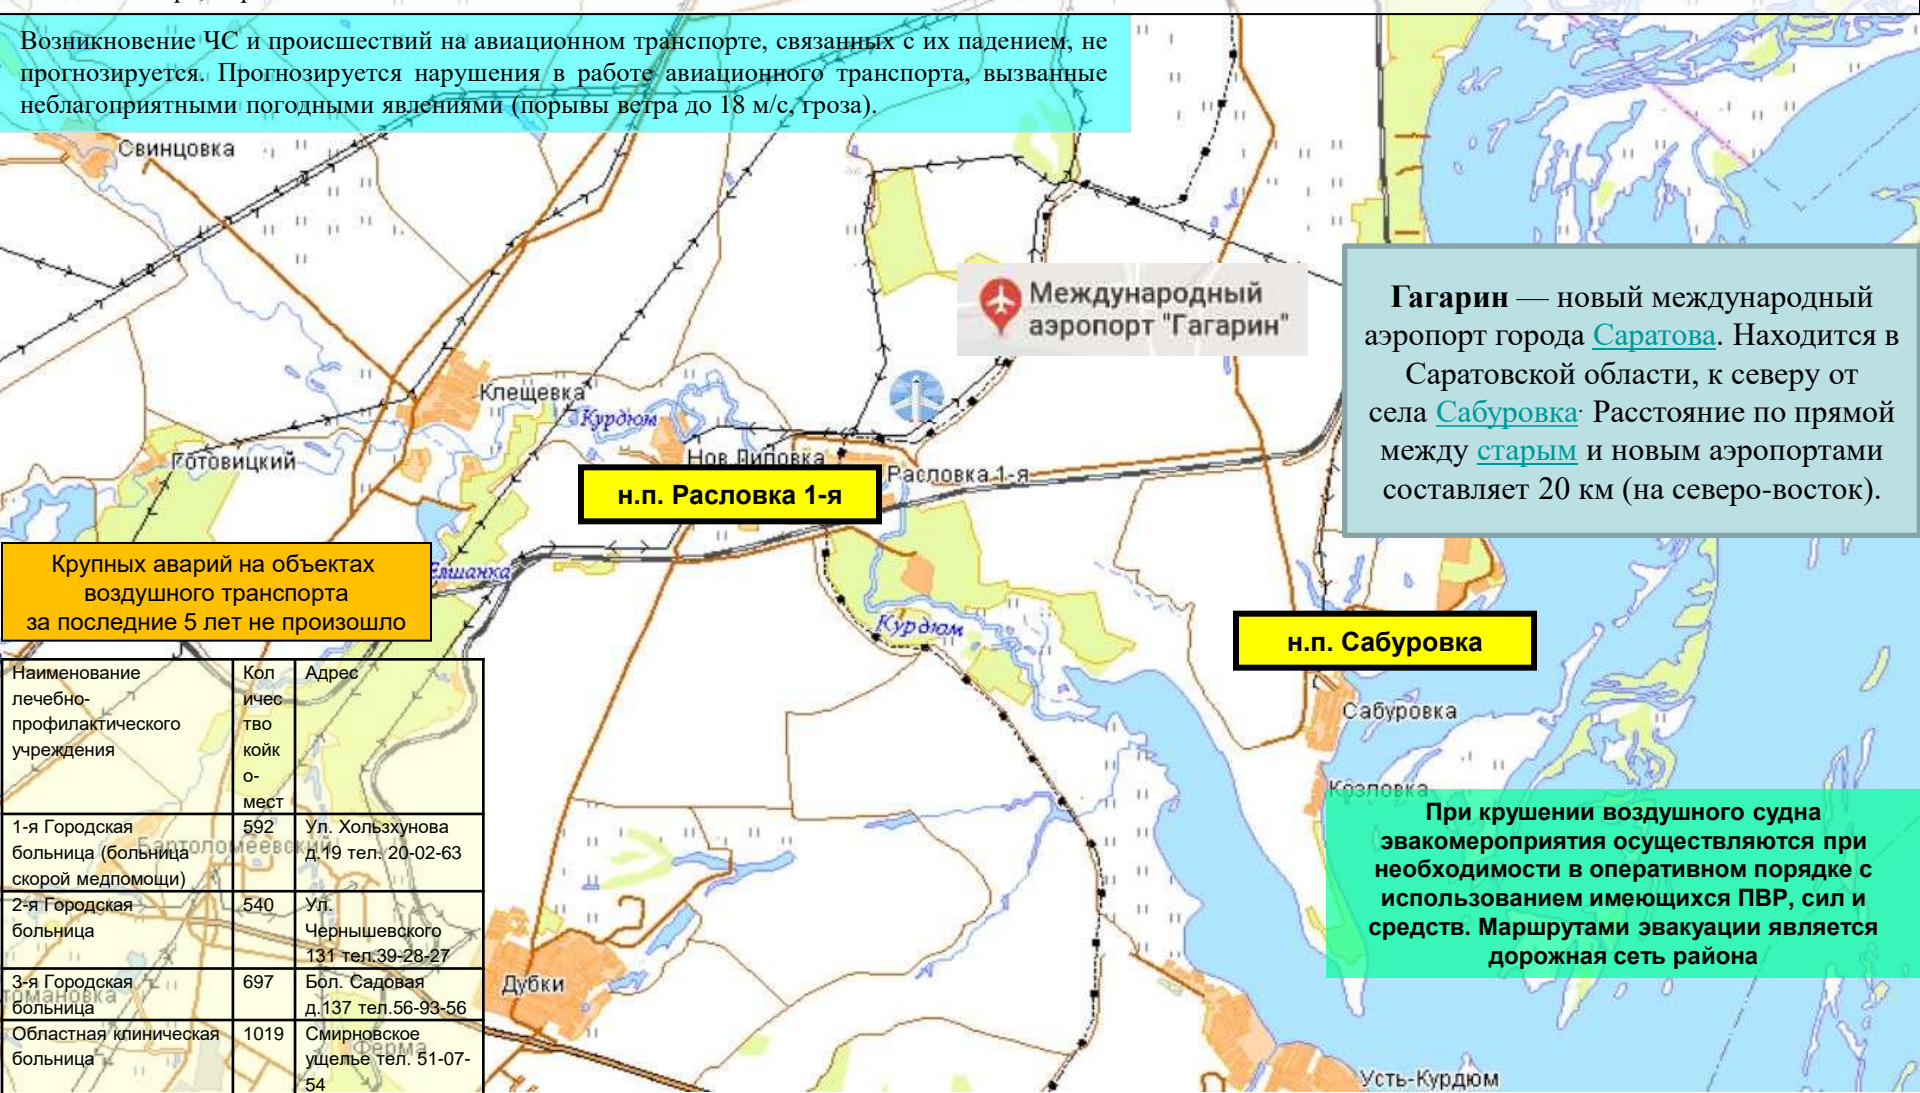 Возникновение ЧС и происшествий на авиационном транспорте, связанных с их падением, не
прогнозируется. Прогнозируется нарушения в работе авиационного транспорта, вызванные
неблагоприятными погодными явлениями (порывы ветра до 18 м/с, гроза).
Свинцовка
Международный
аэропорт "Гагарин"
Гагарин — новый международный
аэропорт города Саратова. Находится в
Саратовской области, к северу от
села Сабуровка. Расстояние по прямой
между старым и новым аэропортами
составляет 20 км (на северо-восток).
Клещевка
Курдюм
Готовицкий
Нов.Липовка
Расловка 1-я
н.п. Расловка 1-я
Елшанка
Крупных аварий на объектах
воздушного транспорта
за последние 5 лет не произошло
Курдюм
н.п. Сабуровка
Сабуровка
Козловка
Наименование
лечебно-
профилактического
учреждения
Кол
ичес
тво
койк
о-
мест
Адрес
1-я Городская
больница (больница
скорой медпомощи)
592
Ул. Хользхунова
д.19 тел. 20-02-63
2-я Городская
больница
540
Ул.
Чернышевского
131 тел.39-28-27
3-я Городская
больница
697
Бол. Садовая
д.137 тел.56-93-56
Областная клиническая
больница
1019
Смирновское
ущелье тел. 51-07-
54
Бартоломеевский
Ферма
Дубки
При крушении воздушного судна
эвакомероприятия осуществляются при
необходимости в оперативном порядке с
использованием имеющихся ПВР, сил и
средств. Маршрутами эвакуации является
дорожная сеть района
Усть-Курдюм